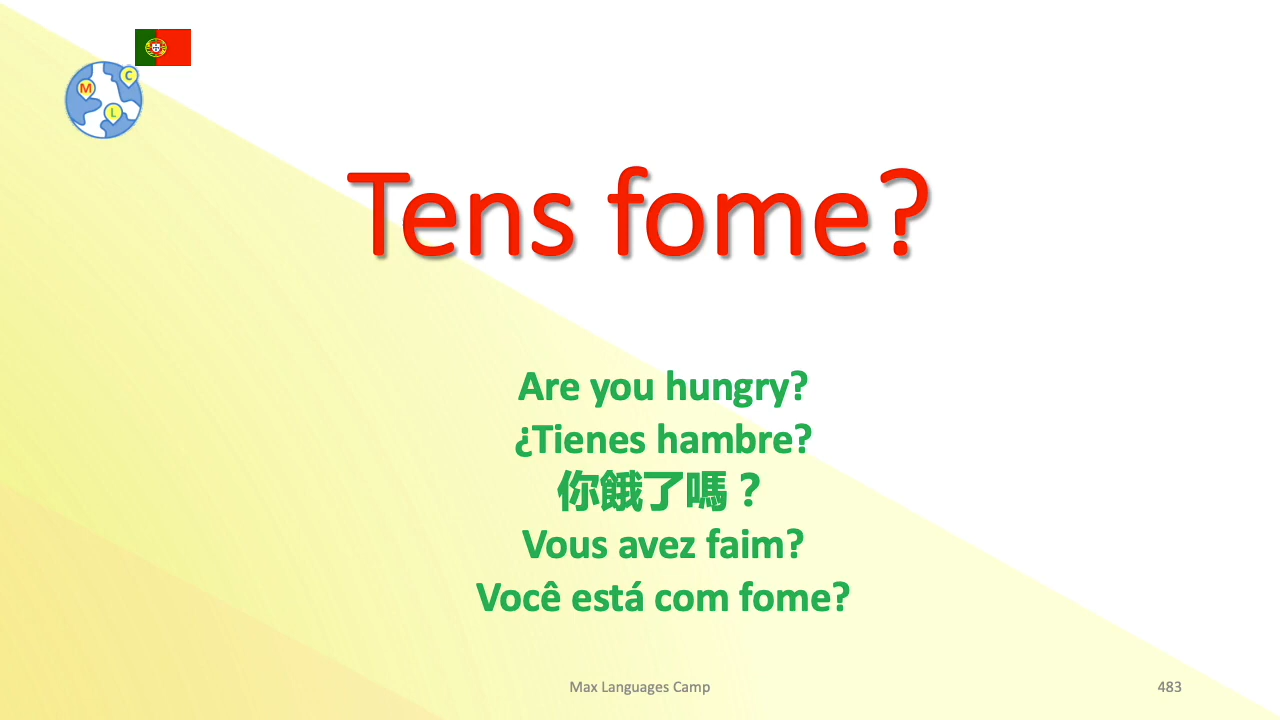 C
M
L
Tens fome?
Are you hungry?
¿Tienes hambre?
你餓了嗎？
Vous avez faim?
Você está com fome?
Max Languages Camp
483